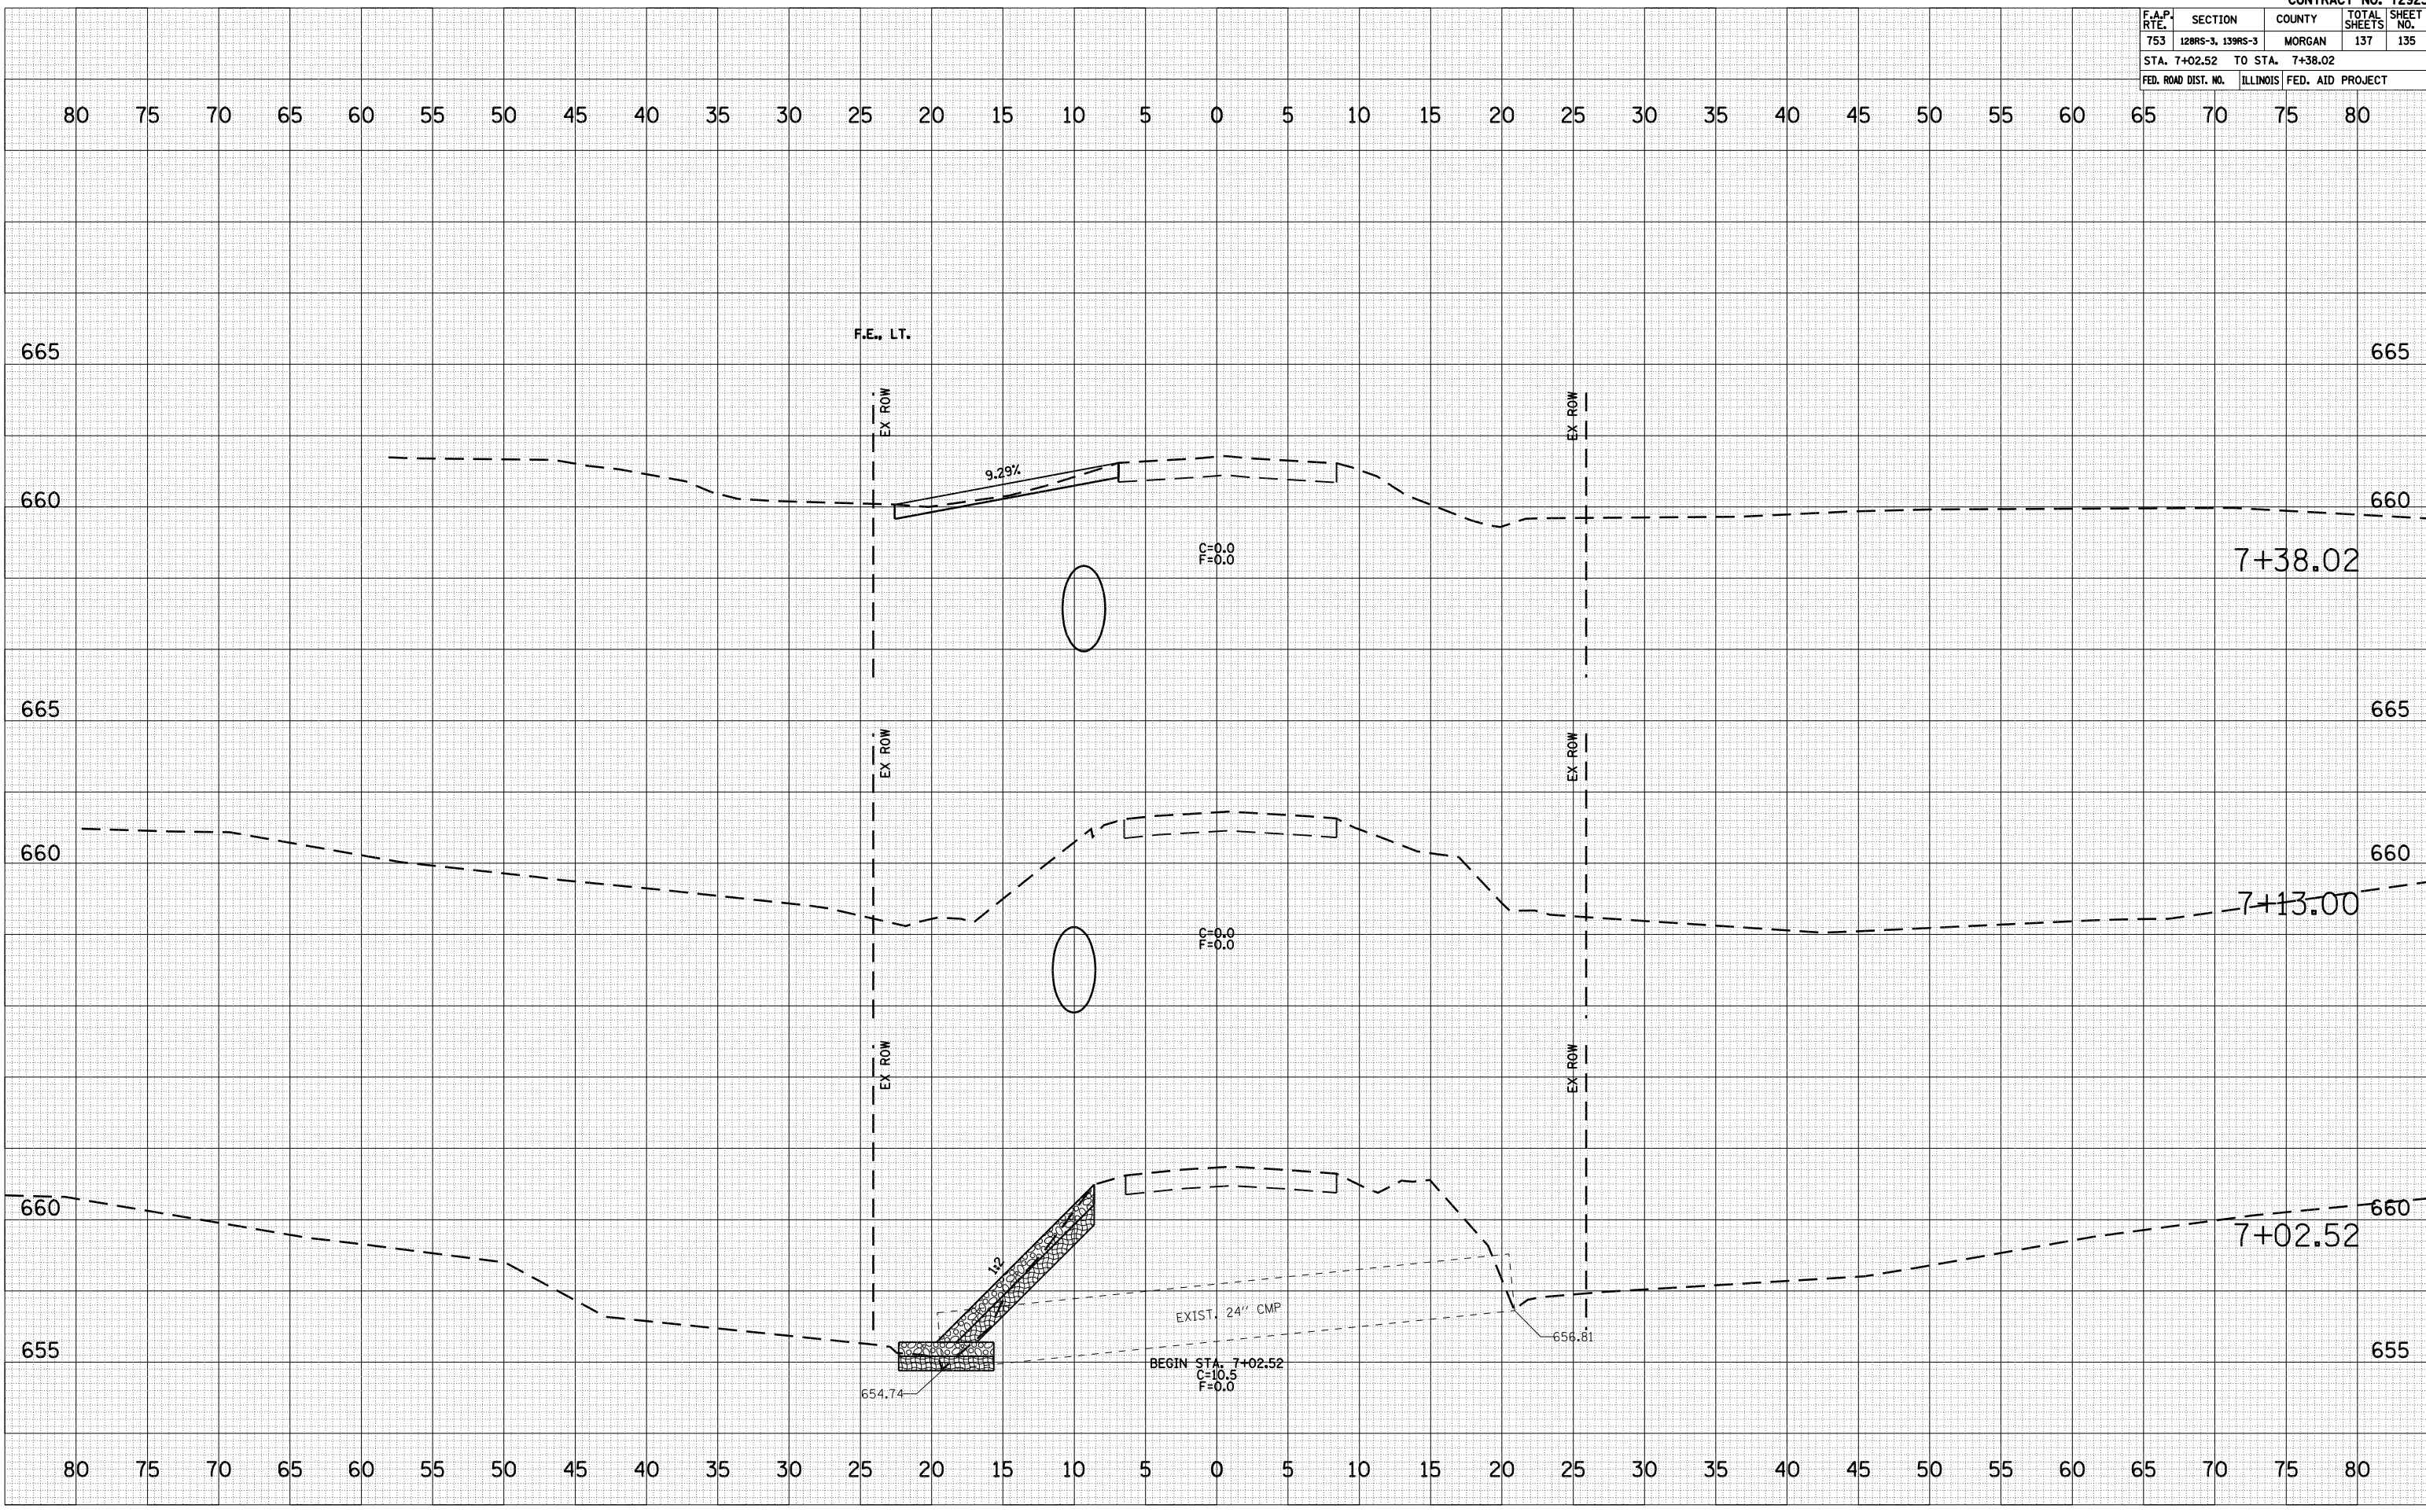 CONTRACT NO.
F.A.P. RTE. SECTION COUNTY TOTAL SHEETS SHEET NO.
753 128RS-3, 139RS-3 MORGAN 137 135
STA. 7+02.52 TO STA. 7+38.02
FED. ROAD DIST. NO. ILLINOIS FED. AID PROJECT
80 75 70 65 60 55 50 45 40 35 30 25 20 15 10 5 0 5 10 15 20 25 30 35 40 45 50 55 60 65 70 75 80
F.E., LT.
665 665
EX ROW EX ROW
9.29%
660 660
C=0.0
F=0.0
7+38.02
665 665
EX ROW EX ROW
660 660
7+13.00
C=0.0
F=0.0
EX ROW EX ROW
660 660
7+02.52
1:2
EXIST. 24" CMP
656.81
655 655
BEGIN STA. 7+02.52
C=10.5
F=0.0
654.74
80 75 70 65 60 55 50 45 40 35 30 25 20 15 10 5 0 5 10 15 20 25 30 35 40 45 50 55 60 65 70 75 80